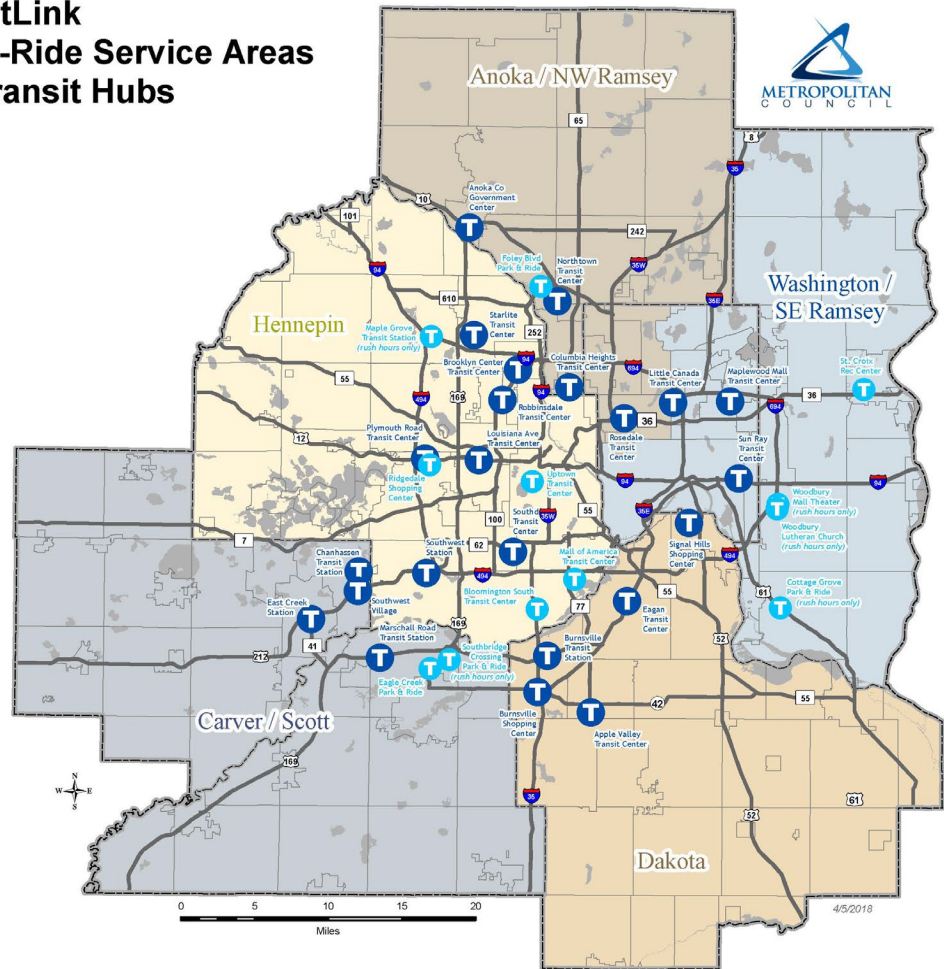 tLink
-Ride Service Areas
ransit Hubs
METROPOLITAN
COUNCIL
Anoka / NW Ramsey
65
8
35
10
Anoka Co
Government
Center
101
242
94
Foley Blvd
Park & Ride
Northtown
Transit
Center
35W
Washington /
SE Ramsey
610
35E
Hennepin
Maple Grove
Transit Station
(rush hours only)
Starlite
Transit
Center
252
94
Brooklyn Center
Transit Center
Columbia Heights
Transit Center
694
Little Canada
Transit Center
Maplewood Mall
Transit Center
St. Croix
Rec Center
55
494
169
94
Robbinsdale
Transit Center
36
694
36
12
Plymouth Road
Transit Center
Louisiana Ave
Transit Center
Rosedale
Transit
Center
Sun Ray
Transit
Center
Ridgedale
Shopping
Center
Uptown
Transit
Center
94
94
Woodbury
Mall Theater
(rush hours only)
100
35W
55
35E
Woodbury
Lutheran Church
(rush hours only)
7
62
Transit
Center
Southwest
Station
Signal Hills
Shopping
Center
494
Chanhassen
Transit
Station
494
Mall of America
Transit Center
Southwest
Village
Bloomington South
Transit Center
77
55
61
Cottage Grove
Park & Ride
(rush hours only)
East Creek
Station
Eagan
Transit
Center
Marschall Road
Transit Station
169
52
41
212
Southbridge
Crossing
Park & Ride
(rush hours only)
Burnsville
Transit
Station
Eagle Creek
Park & Ride
42
55
Carver / Scott
Burnsville
Shopping
Center
Apple Valley
Transit Center
169
N
W
E
S
35
61
52
Dakota
0
5
10
15
20
Miles
4/5/2018